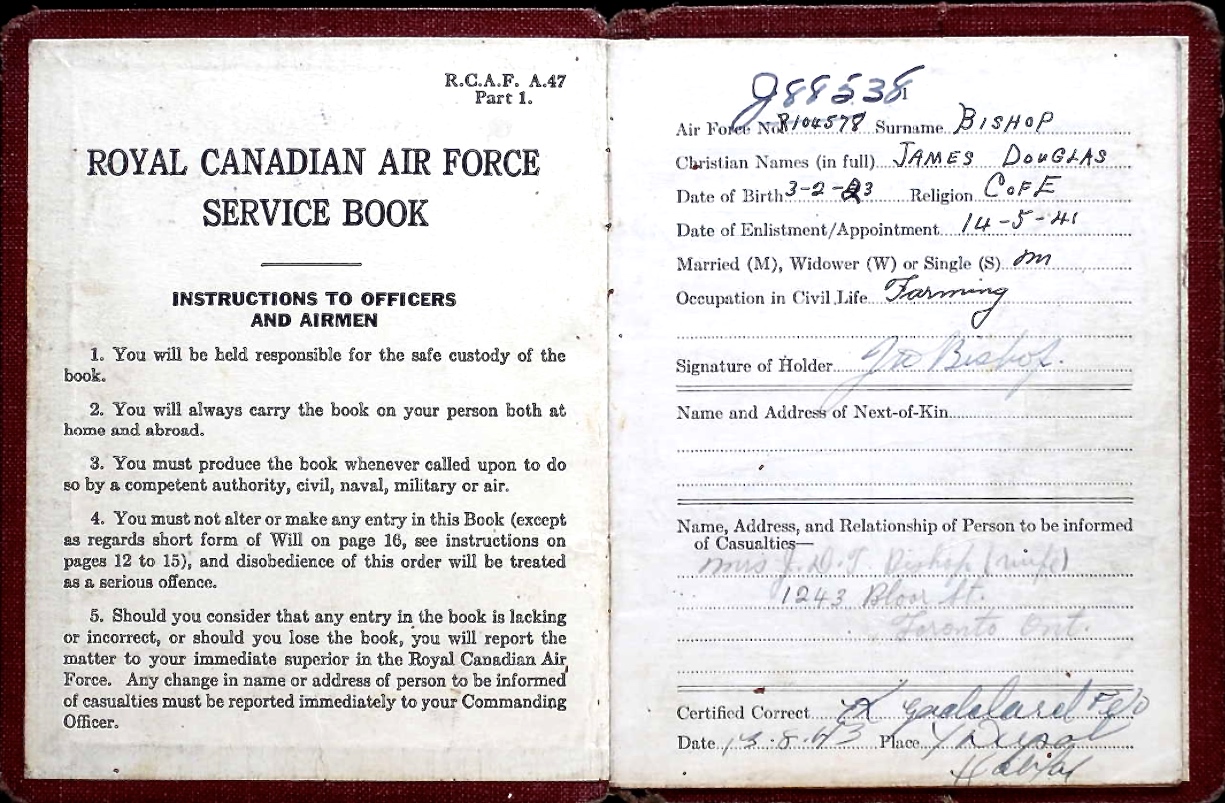 R.C.A.F. A.47
Part 1.
ROYAL CANADIAN AIR FORCE
SERVICE BOOK
INSTRUCTIONS TO OFFICERS
AND AIRMEN
1. You will be held responsible for the safe custody of the
book.
2. You will always carry the book on your person both at
home and abroad.
3. You must produce the book whenever called upon to do
so by a competent authority, civil, naval, military or air.
4. You must not alter or make any entry in this Book (except
as regards short form of Will on page 16, see instructions on
pages 12 to 15), and disobedience of this order will be treated
as a serious offence.
5. Should you consider that any entry in the book is lacking
or incorrect, or should you lose the book, you will report the
matter to your immediate superior in the Royal Canadian Air
Force. Any change in name or address of person to be informed
of casualties must be reported immediately to your Commanding
Officer.
J88538
1
Air Force No. R104578 Surname BISHOP
Christian Names (in full) JAMES DOUGLAS
Date of Birth 3-2-23 Religion C of E
Date of Enlistment/Appointment 14-5-41
Married (M), Widower (W) or Single (S) M
Occupation in Civil Life Farming
Signature of Holder Bishop.
Name and Address of Next-of-Kin
Name, Address, and Relationship of Person to be informed
of Casualties—
Mrs J. D. Bishop (wife)
1243 Bloor St.
Toronto Ont.
Certified Correct Goddard F/O
Date 13.8.43 Place Y Depot
Halifax